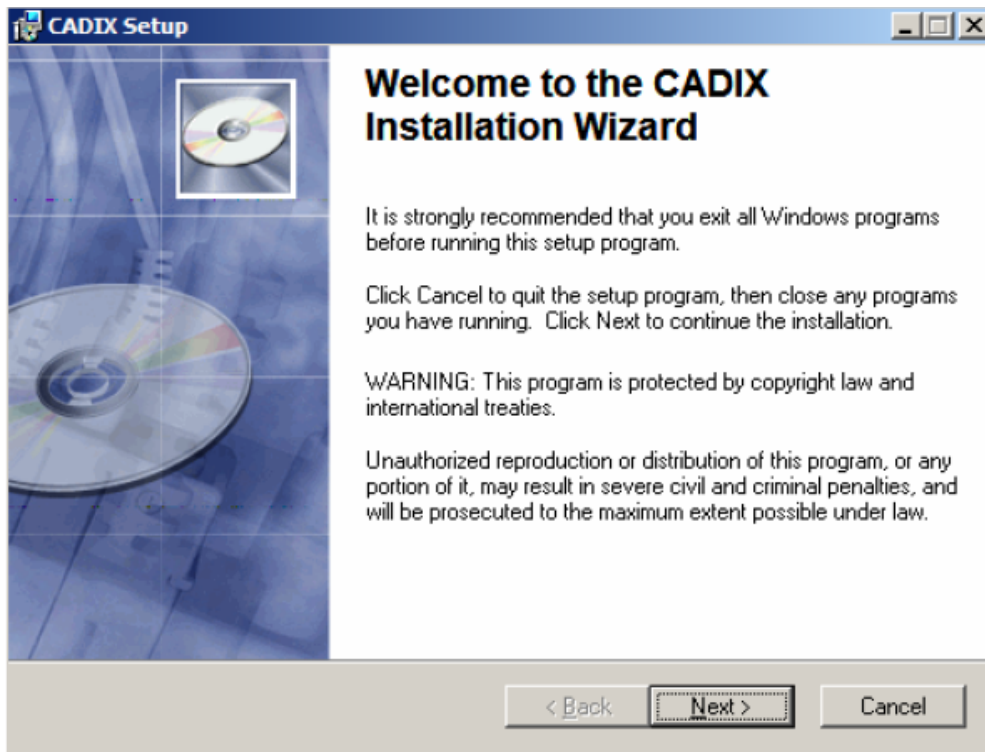 CADIX Setup
Welcome to the CADIX
Installation Wizard
It is strongly recommended that you exit all Windows programs
before running this setup program.
Click Cancel to quit the setup program, then close any programs
you have running.  Click Next to continue the installation.
WARNING: This program is protected by copyright law and
international treaties.
Unauthorized reproduction or distribution of this program, or any
portion of it, may result in severe civil and criminal penalties, and
will be prosecuted to the maximum extent possible under law.
< Back
Next >
Cancel